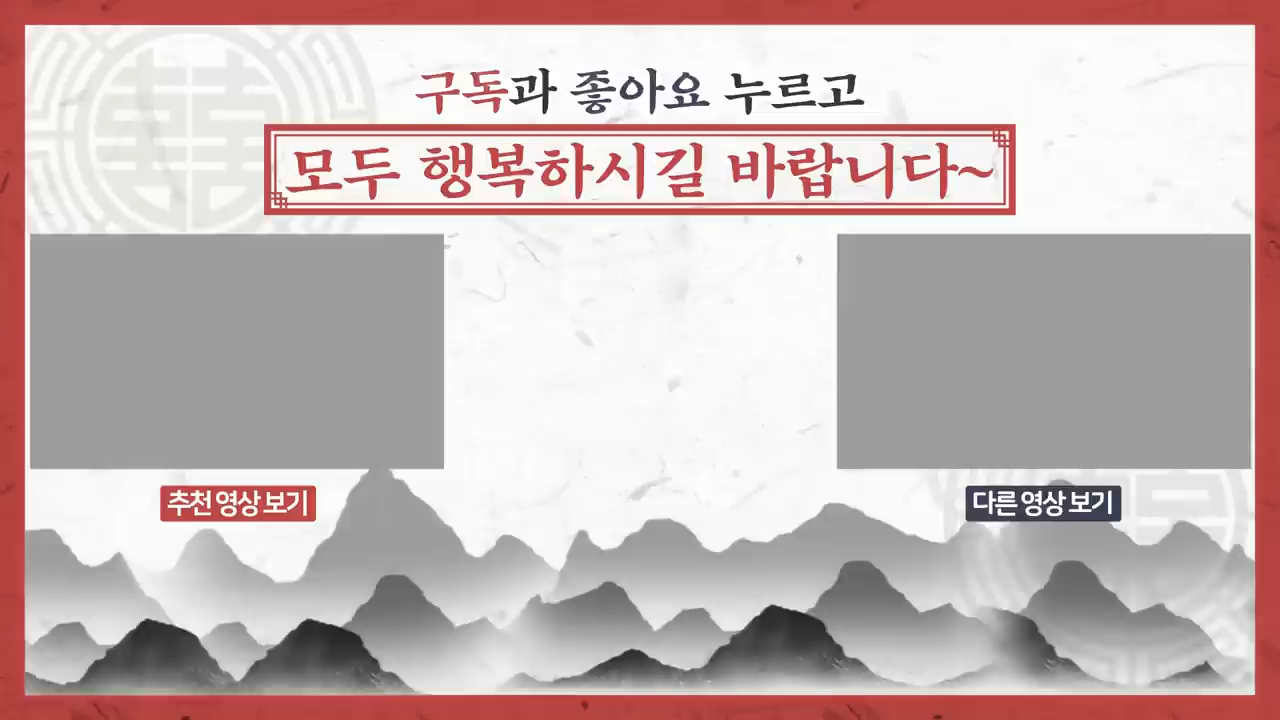 구독과 좋아요 누르고
모두 행복하시길 바랍니다~
추천 영상 보기
다른 영상 보기